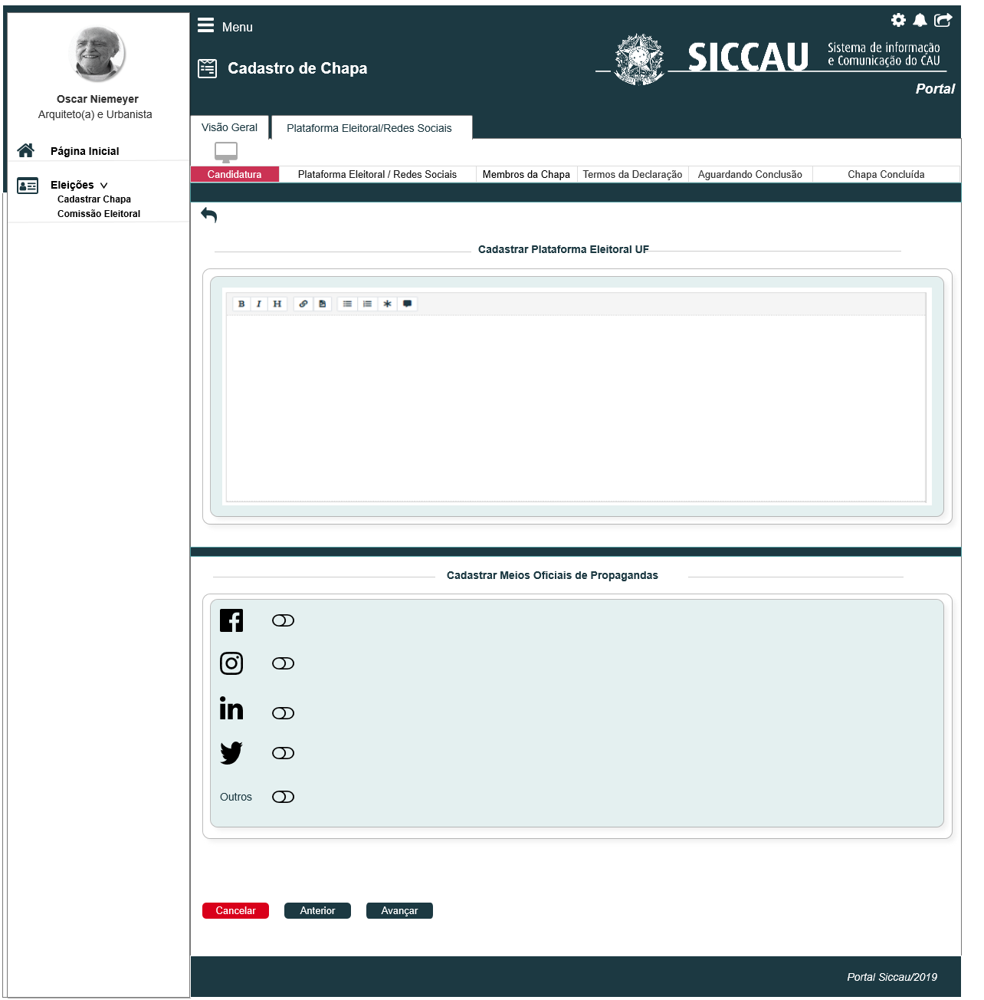 Menu
Cadastro de Chapa
SICCAU
Sistema de informação
e Comunicação do CAU
Portal
Oscar Niemeyer
Arquiteto(a) e Urbanista
Página Inicial
Eleições
Cadastrar Chapa
Comissão Eleitoral
Visão Geral
Plataforma Eleitoral/Redes Sociais
Candidatura
Plataforma Eleitoral / Redes Sociais
Membros da Chapa
Termos da Declaração
Aguardando Conclusão
Chapa Concluída
Cadastrar Plataforma Eleitoral UF
B I H
Cadastrar Meios Oficiais de Propagandas
Outros
Cancelar
Anterior
Avançar
Portal Siccau/2019